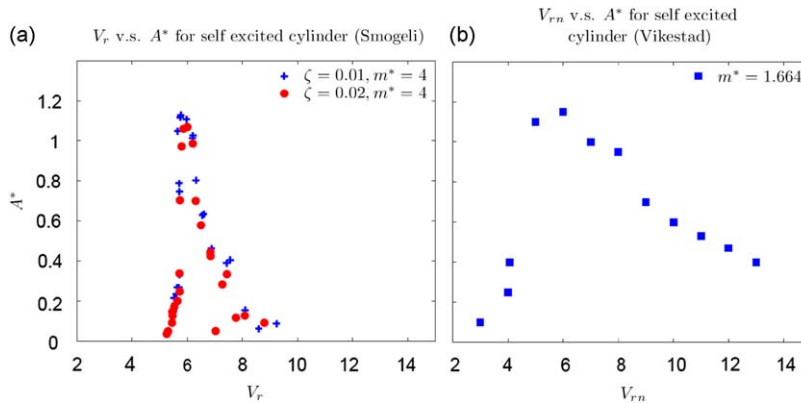 (a)
V_r v.s. A* for self excited cylinder (Smogeli)
ζ = 0.01, m* = 4
ζ = 0.02, m* = 4
1.2
1
0.8
0.6
0.4
0.2
0
A*
2 4 6 8 10 12 14
V_r
(b)
V_rn v.s. A* for self excited
cylinder (Vikestad)
m* = 1.664
2 4 6 8 10 12 14
V_rn